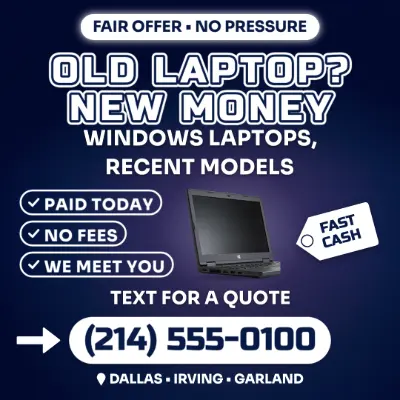 FAIR OFFER • NO PRESSURE
OLD LAPTOP?
NEW MONEY
WINDOWS LAPTOPS,
RECENT MODELS
PAID TODAY
NO FEES
WE MEET YOU
FAST
CASH
TEXT FOR A QUOTE
(214) 555-0100
DALLAS • IRVING • GARLAND